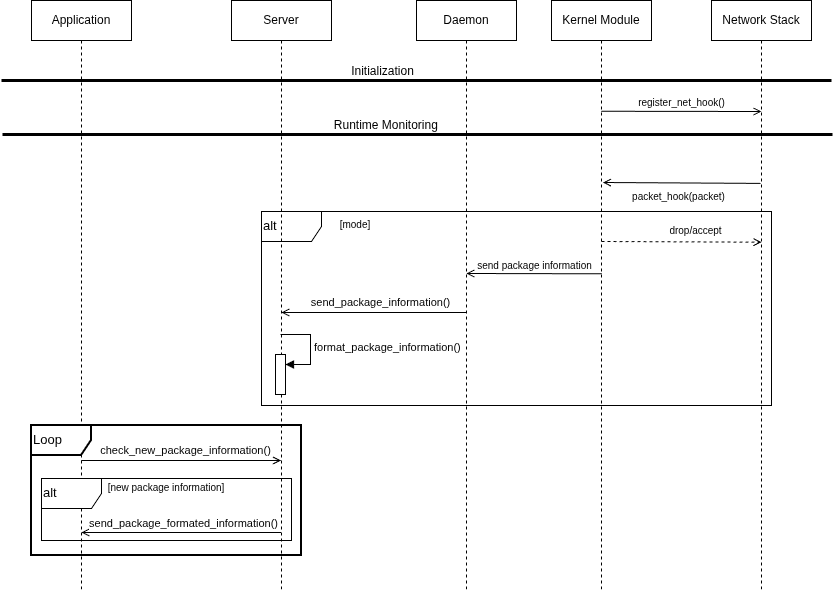 Application
Server
Daemon
Kernel Module
Network Stack
Initialization
register_net_hook()
Runtime Monitoring
packet_hook(packet)
alt
[mode]
drop/accept
send package information
send_package_information()
format_package_information()
Loop
check_new_package_information()
alt
[new package information]
send_package_formated_information()